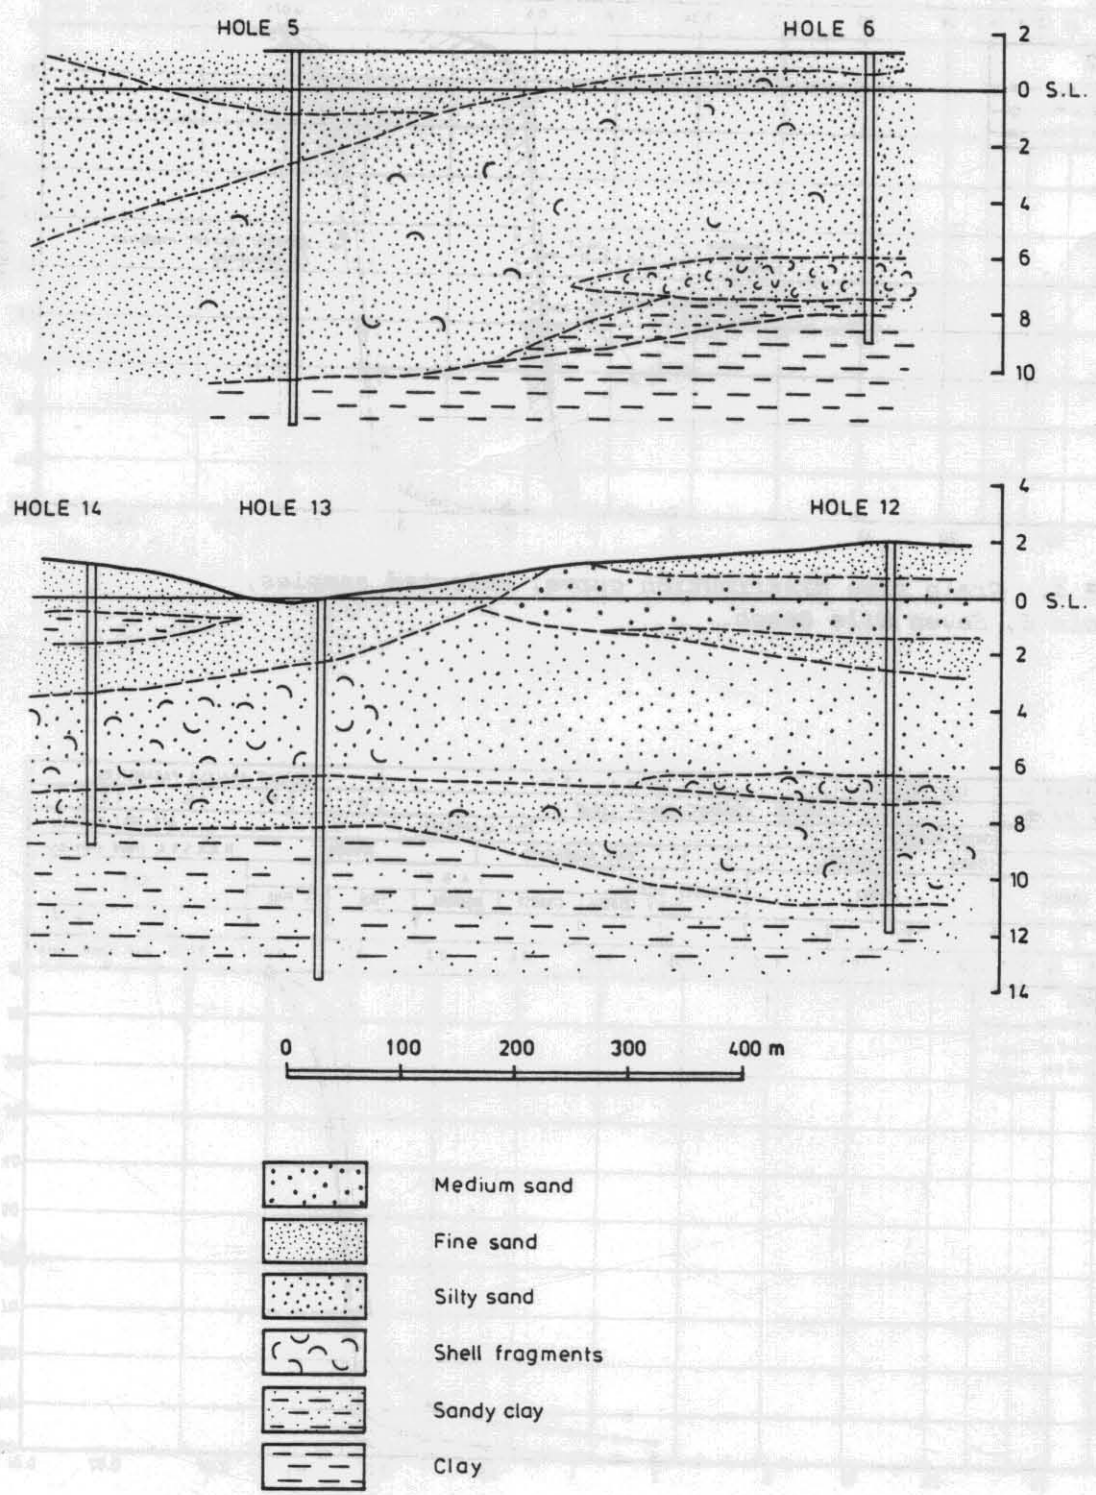 HOLE 5
HOLE 6
2
0 S.L.
2
4
6
8
10
HOLE 14
HOLE 13
HOLE 12
4
2
0 S.L.
2
4
6
8
10
12
14
0 100 200 300 400 m
Medium sand
Fine sand
Silty sand
Shell fragments
Sandy clay
Clay